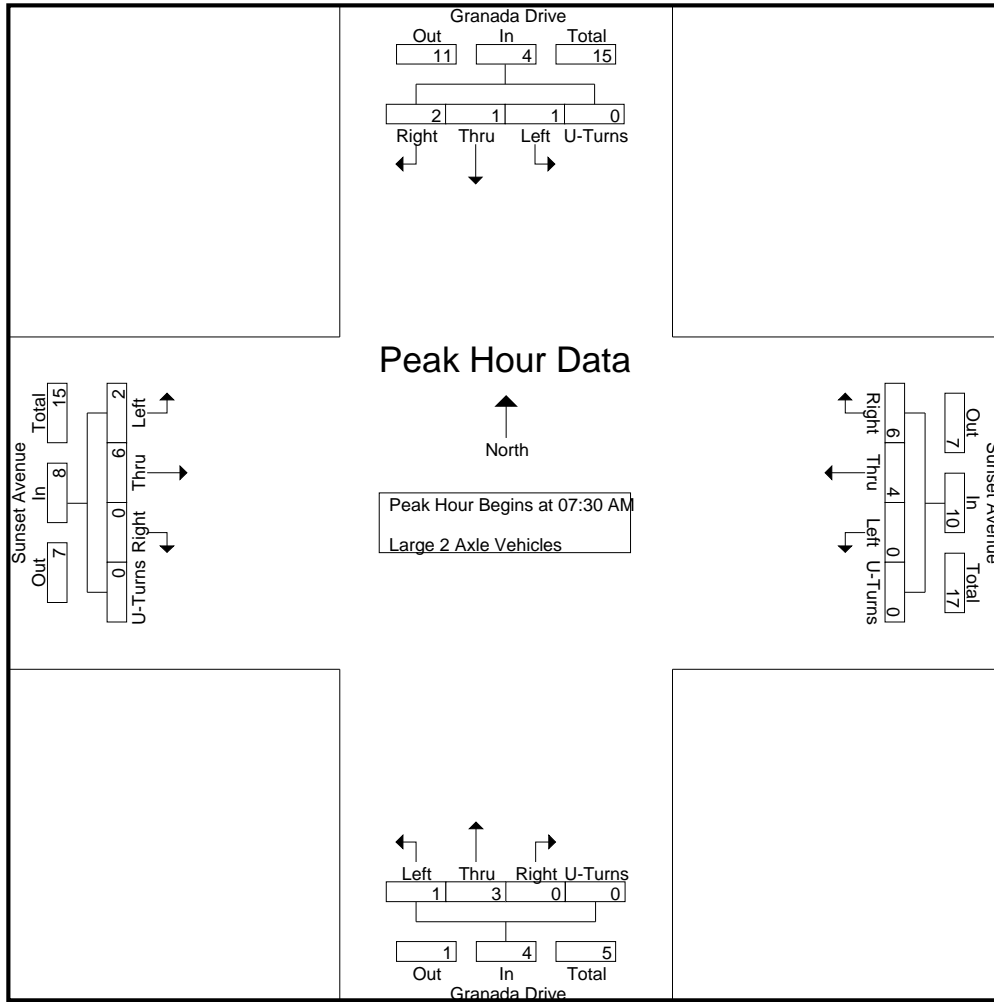 Granada Drive
Out In Total
11 4 15
2 1 1 0
Right Thru Left U-Turns
Peak Hour Data
North
Peak Hour Begins at 07:30 AM
Large 2 Axle Vehicles
Sunset Avenue
Total In Out
15 8 7
2 6 0 0
Left Thru Right U-Turns
Right Thru Left U-Turns
6 4 0 0
7 10 17
Out In Total
Sunset Avenue
Left Thru Right U-Turns
1 3 0 0
1 4 5
Out In Total
Granada Drive